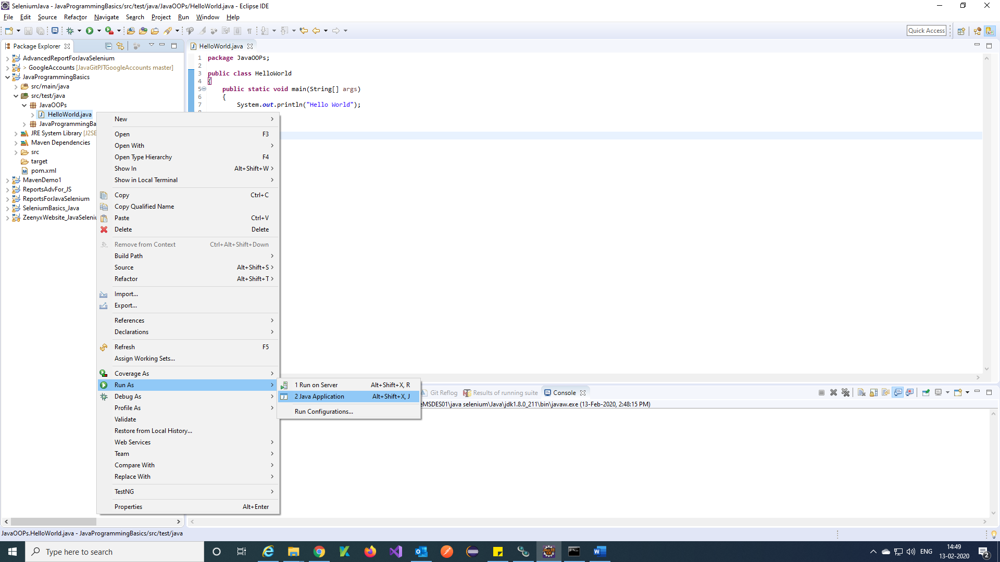 SeleniumJava - JavaProgrammingBasics/src/test/java/JavaOOPs/HelloWorld.java - Eclipse IDE
File Edit Source Refactor Navigate Search Project Run Window Help
Quick Access
Package Explorer
AdvancedReportForJavaSelenium
> GoogleAccounts [JavaGitPJTGoogleAccounts master]
JavaProgrammingBasics
src/main/java
src/test/java
JavaOOPs
HelloWorld.java
JavaProgrammingBa
JRE System Library [J2SE
Maven Dependencies
src
target
pom.xml
MavenDemo1
ReportsAdvFor_JS
ReportsForJavaSelenium
SeleniumBasics_Java
ZeenyxWebsite_JavaSeleniu
HelloWorld.java
1 package JavaOOPs;
2
3 public class HelloWorld
4 {
5 public static void main(String[] args)
6 {
7 System.out.println("Hello World");
New
Open F3
Open With
Open Type Hierarchy F4
Show In Alt+Shift+W
Show in Local Terminal
Copy Ctrl+C
Copy Qualified Name
Paste Ctrl+V
Delete Delete
Remove from Context Ctrl+Alt+Shift+Down
Build Path
Source Alt+Shift+S
Refactor Alt+Shift+T
Import...
Export...
References
Declarations
Refresh F5
Assign Working Sets...
Coverage As
Run As
Debug As
Profile As
Validate
Restore from Local History...
Web Services
Team
Compare With
Replace With
TestNG
Properties Alt+Enter
1 Run on Server Alt+Shift+X, R
2 Java Application Alt+Shift+X, J
Run Configurations...
Git Reflog Results of running suite Console
eMSDES01\java selenium\Java\jdk1.8.0_211\bin\javaw.exe (13-Feb-2020, 2:48:15 PM)
JavaOOPs.HelloWorld.java - JavaProgrammingBasics/src/test/java
Type here to search
ENG
14:49
13-02-2020
2